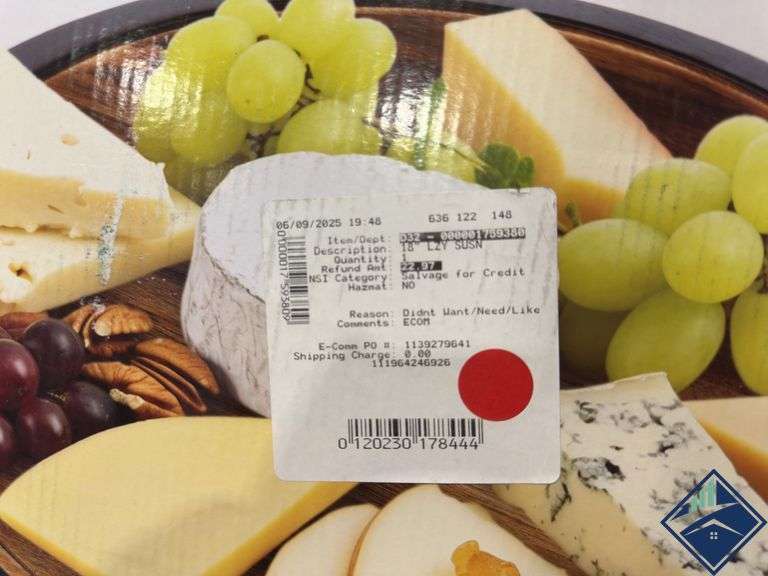 06/09/2025 19:48 636 122 148
Item/Dept: D32 - 000001759380
Description: 18" LZY SUSN
Quantity: 1
Refund Amt: 22.97
NSI Category: Salvage for Credit
Hazmat: NO
Reason: Didnt Want/Need/Like
Comments: ECOM
E-Comm PO #: 1139279641
Shipping Charge: 0.00
111964246926
0 120230 178444